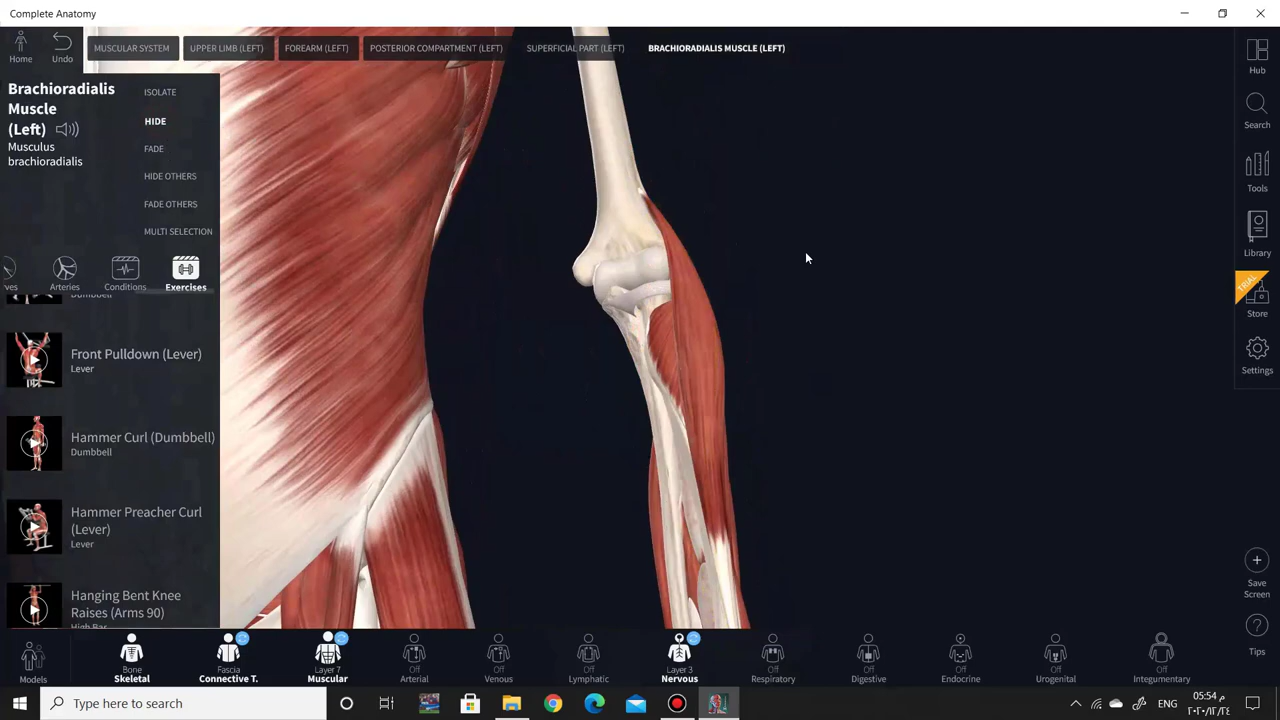 Complete Anatomy
Home
Undo
MUSCULAR SYSTEM
UPPER LIMB (LEFT)
FOREARM (LEFT)
POSTERIOR COMPARTMENT (LEFT)
SUPERFICIAL PART (LEFT)
BRACHIORADIALIS MUSCLE (LEFT)
Brachioradialis
Muscle
(Left)
Musculus
brachioradialis
ISOLATE
HIDE
FADE
HIDE OTHERS
FADE OTHERS
MULTI SELECTION
ves
Arteries
Conditions
Exercises
Dumbbell
Front Pulldown (Lever)
Lever
Hammer Curl (Dumbbell)
Dumbbell
Hammer Preacher Curl
(Lever)
Lever
Hanging Bent Knee
Raises (Arms 90)
High Bar
Hub
Search
Tools
Library
TRIAL
Store
Settings
Save
Screen
Tips
Models
Bone
Skeletal
Fascia
Connective T.
Layer 7
Muscular
Off
Arterial
Off
Venous
Off
Lymphatic
Layer 3
Nervous
Off
Respiratory
Off
Digestive
Off
Endocrine
Off
Urogenital
Off
Integumentary
Type here to search
ENG
05:54 م